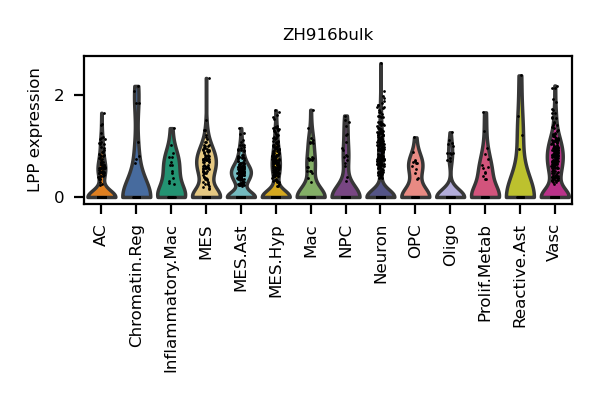 ZH916bulk
LPP expression
2
0
AC
Chromatin.Reg
Inflammatory.Mac
MES
MES.Ast
MES.Hyp
Mac
NPC
Neuron
OPC
Oligo
Prolif.Metab
Reactive.Ast
Vasc